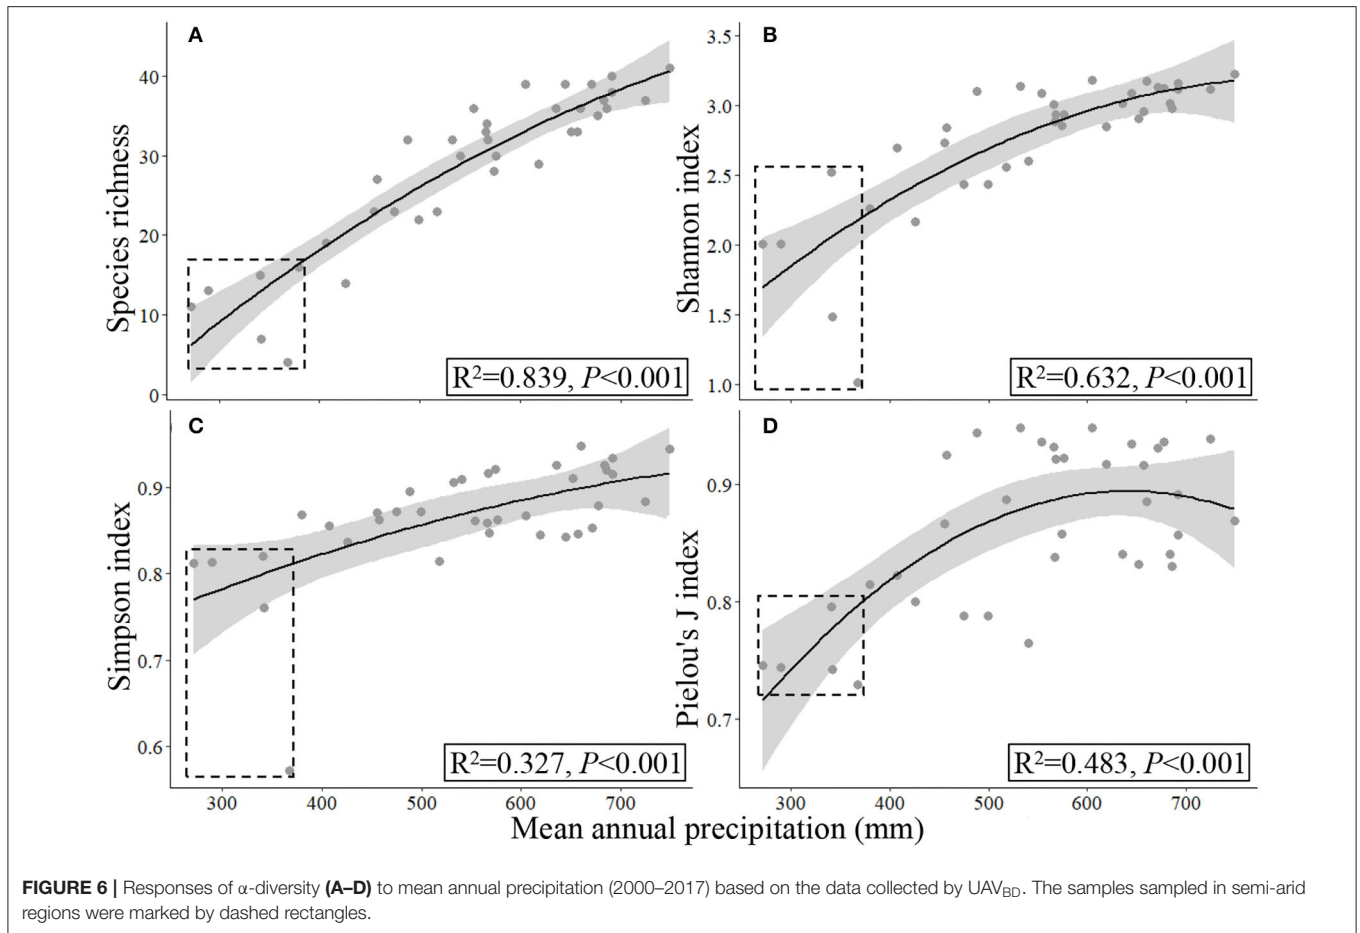 A
B
Species richness
40
30
20
10
0
R²=0.839, P<0.001
Shannon index
3.5
3.0
2.5
2.0
1.5
1.0
R²=0.632, P<0.001
C
D
Simpson index
0.9
0.8
0.7
0.6
R²=0.327, P<0.001
300 400 500 600 700
Pielou's J index
0.9
0.8
0.7
R²=0.483, P<0.001
300 400 500 600 700
Mean annual precipitation (mm)
FIGURE 6 | Responses of α-diversity (A–D) to mean annual precipitation (2000–2017) based on the data collected by UAV_BD. The samples sampled in semi-arid
regions were marked by dashed rectangles.